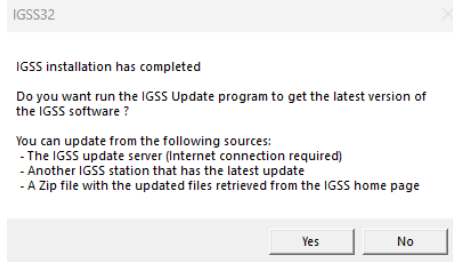 IGSS32
IGSS installation has completed
Do you want run the IGSS Update program to get the latest version of
the IGSS software ?
You can update from the following sources:
- The IGSS update server (Internet connection required)
- Another IGSS station that has the latest update
- A Zip file with the updated files retrieved from the IGSS home page
Yes
No